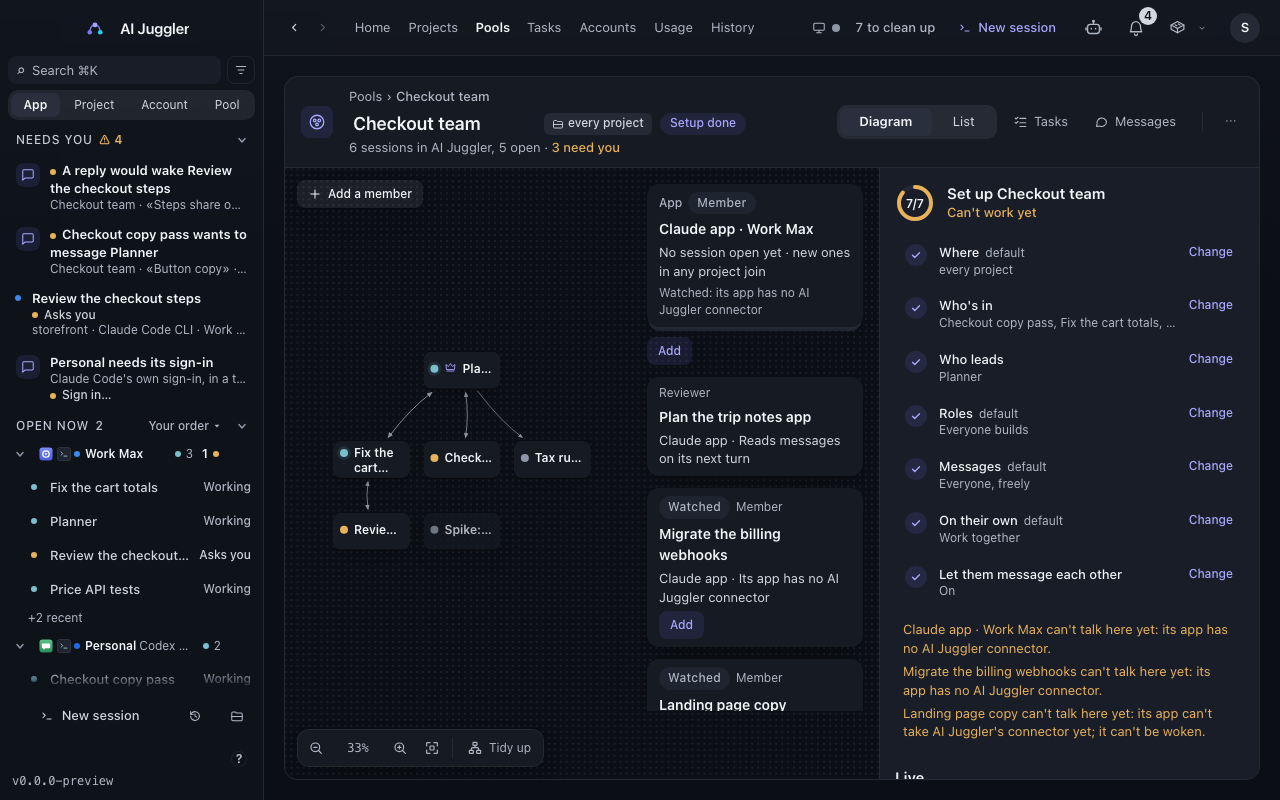 AI Juggler
Search ⌘K
App
Project
Account
Pool
NEEDS YOU
4
A reply would wake Review the checkout steps
Checkout team · «Steps share o…
Checkout copy pass wants to message Planner
Checkout team · «Button copy» ·…
Review the checkout steps
Asks you
storefront · Claude Code CLI · Work …
Personal needs its sign-in
Claude Code's own sign-in, in a t…
Sign in…
OPEN NOW 2
Your order
Work Max
3
1
Fix the cart totals
Working
Planner
Working
Review the checkout…
Asks you
Price API tests
Working
+2 recent
Personal Codex …
2
Checkout copy pass
Working
New session
?
v0.0.0-preview
Home
Projects
Pools
Tasks
Accounts
Usage
History
7 to clean up
New session
4
S
Pools › Checkout team
Checkout team
every project
Setup done
6 sessions in AI Juggler, 5 open · 3 need you
Diagram
List
Tasks
Messages
Add a member
Pla…
Fix the cart…
Check…
Tax ru…
Revie…
Spike:…
33%
Tidy up
App
Member
Claude app · Work Max
No session open yet · new ones
in any project join
Watched: its app has no AI
Juggler connector
Add
Reviewer
Plan the trip notes app
Claude app · Reads messages
on its next turn
Watched
Member
Migrate the billing
webhooks
Claude app · Its app has no AI
Juggler connector
Add
Watched
Member
Landing page copy
7/7
Set up Checkout team
Can't work yet
Where default
every project
Change
Who's in
Checkout copy pass, Fix the cart totals, …
Change
Who leads
Planner
Change
Roles default
Everyone builds
Change
Messages default
Everyone, freely
Change
On their own default
Work together
Change
Let them message each other
On
Change
Claude app · Work Max can't talk here yet: its app has
no AI Juggler connector.
Migrate the billing webhooks can't talk here yet: its
app has no AI Juggler connector.
Landing page copy can't talk here yet: its app can't
take AI Juggler's connector yet; it can't be woken.
Live